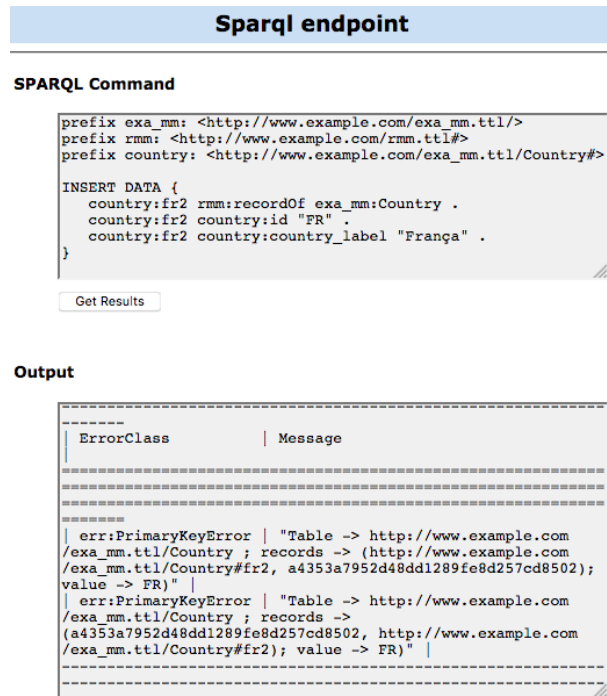 Sparql endpoint
SPARQL Command
prefix exa_mm: <http://www.example.com/exa_mm.ttl/>
prefix rmm: <http://www.example.com/rmm.ttl#>
prefix country: <http://www.example.com/exa_mm.ttl/Country#>
INSERT DATA {
country:fr2 rmm:recordOf exa_mm:Country .
country:fr2 country:id "FR" .
country:fr2 country:country_label "França" .
}
Get Results
Output
------------------------------------------------------------
-------
| ErrorClass | Message
|
============================================================
============================================================
============================================================
=======
| err:PrimaryKeyError | "Table -> http://www.example.com
/exa_mm.ttl/Country ; records -> (http://www.example.com
/exa_mm.ttl/Country#fr2, a4353a7952d48dd1289fe8d257cd8502);
value -> FR)" |
| err:PrimaryKeyError | "Table -> http://www.example.com
/exa_mm.ttl/Country ; records ->
(a4353a7952d48dd1289fe8d257cd8502, http://www.example.com
/exa_mm.ttl/Country#fr2); value -> FR)" |
------------------------------------------------------------
------------------------------------------------------------